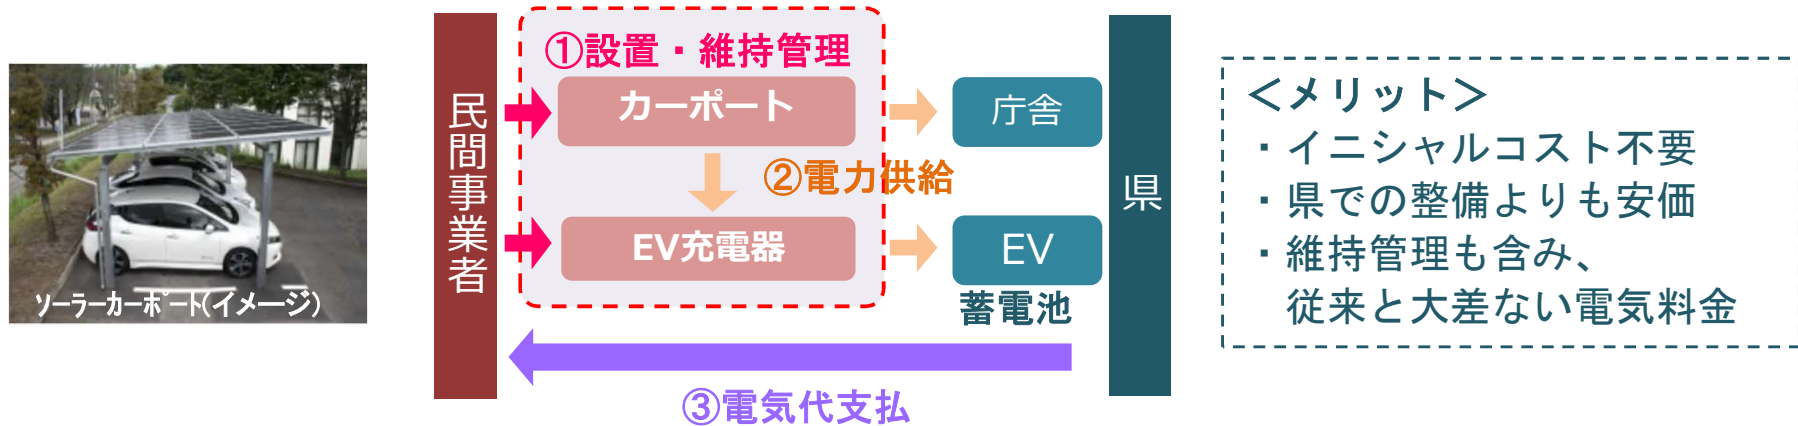 ソーラーカーポート(イメージ)
民間事業者
①設置・維持管理
カーポート
②電力供給
EV充電器
庁舎
EV
蓄電池
③電気代支払
県
＜メリット＞
・イニシャルコスト不要
・県での整備よりも安価
・維持管理も含み、
従来と大差ない電気料金